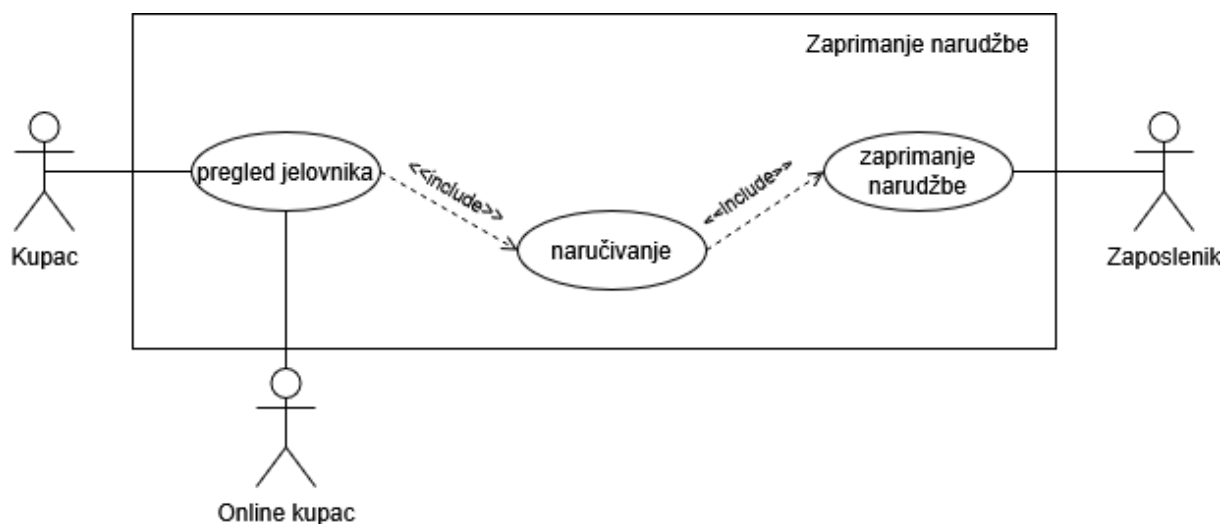 Zaprimanje narudžbe
pregled jelovnika
<<include>>
naručivanje
<<Include>>
zaprimanje
narudžbe
Kupac
Zaposlenik
Online kupac